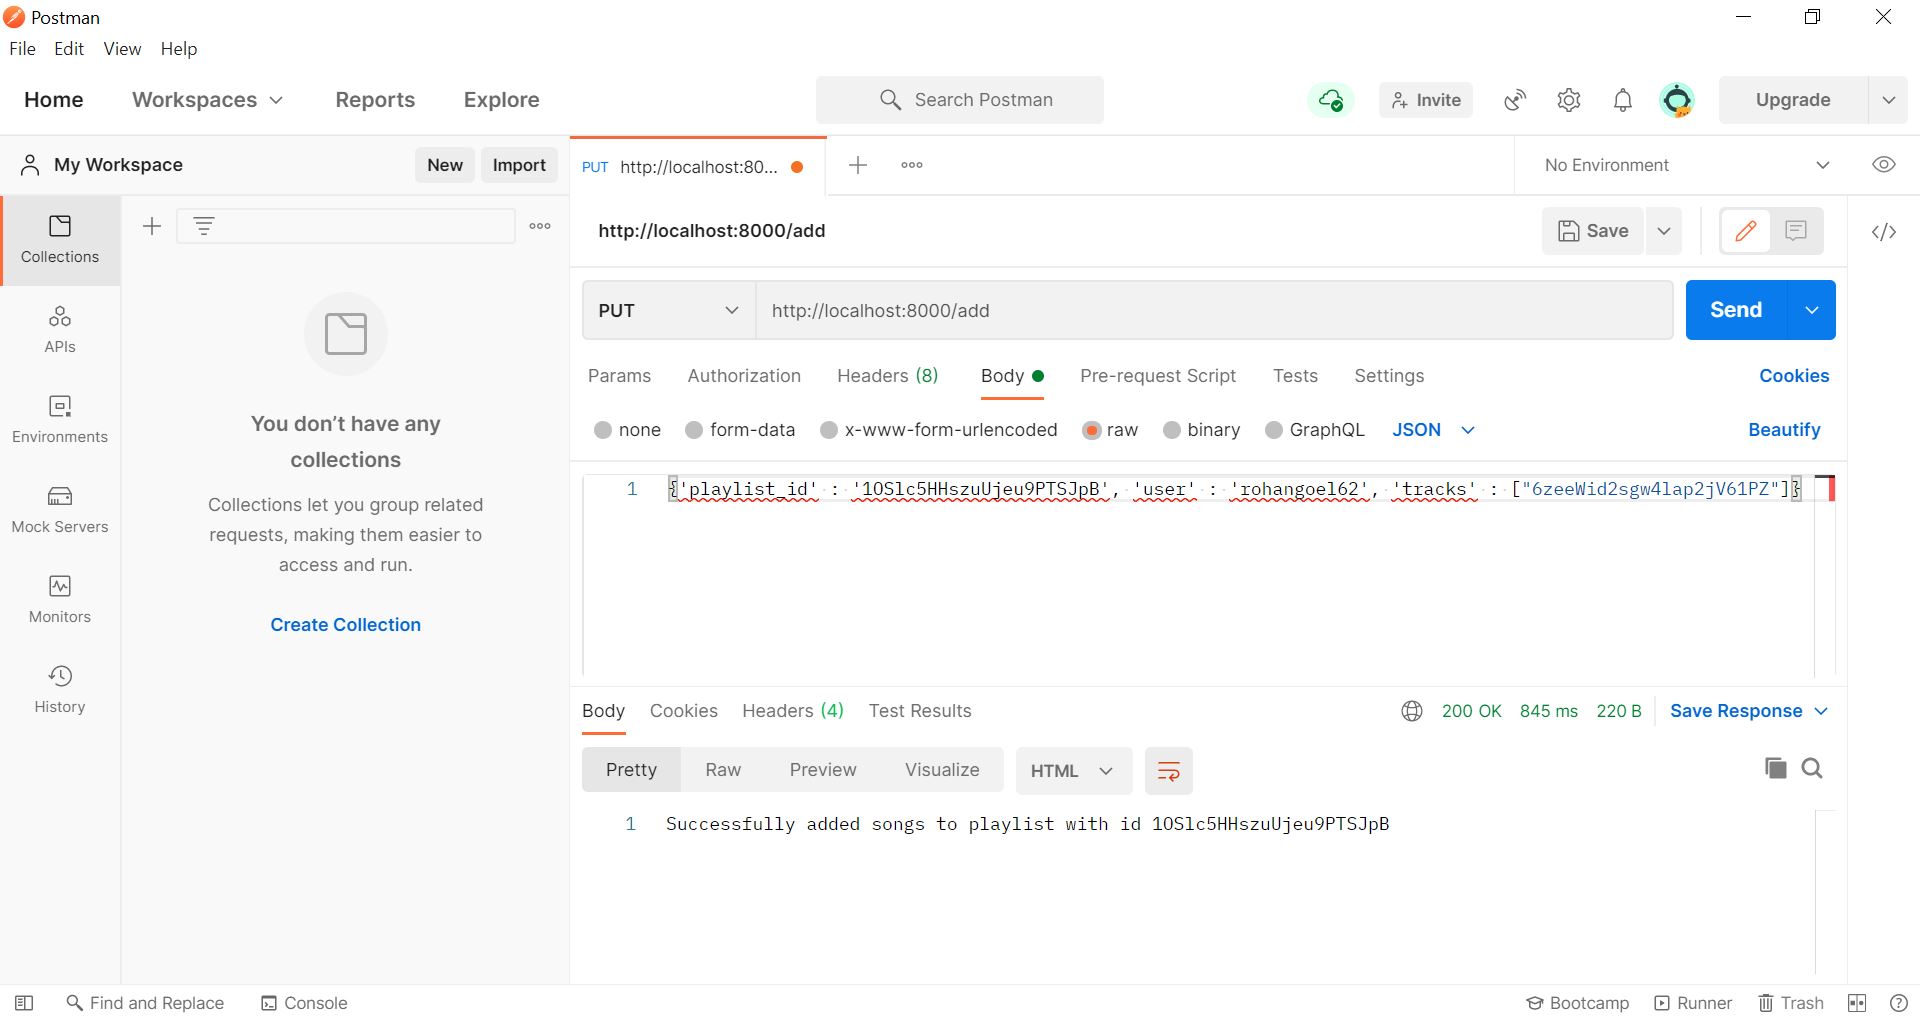 Postman
File Edit View Help
Home Workspaces Reports Explore Search Postman Invite Upgrade
My Workspace New Import PUT http://localhost:80... No Environment
Collections
APIs
Environments
Mock Servers
Monitors
History
You don’t have any
collections
Collections let you group related
requests, making them easier to
access and run.
Create Collection
http://localhost:8000/add Save
PUT http://localhost:8000/add Send
Params Authorization Headers (8) Body Pre-request Script Tests Settings Cookies
none form-data x-www-form-urlencoded raw binary GraphQL JSON Beautify
1 {'playlist_id' : '1OSlc5HHszuUjeu9PTSJpB', 'user' : 'rohangoel62', 'tracks' : ["6zeeWid2sgw4lap2jV61PZ"]}
Body Cookies Headers (4) Test Results 200 OK 845 ms 220 B Save Response
Pretty Raw Preview Visualize HTML
1 Successfully added songs to playlist with id 1OSlc5HHszuUjeu9PTSJpB
Find and Replace Console Bootcamp Runner Trash